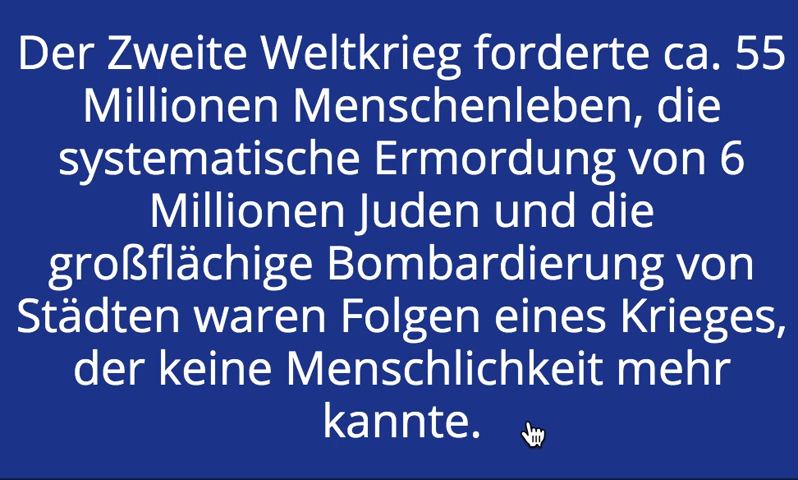 Der Zweite Weltkrieg forderte ca. 55
Millionen Menschenleben, die
systematische Ermordung von 6
Millionen Juden und die
großflächige Bombardierung von
Städten waren Folgen eines Krieges,
der keine Menschlichkeit mehr
kannte.